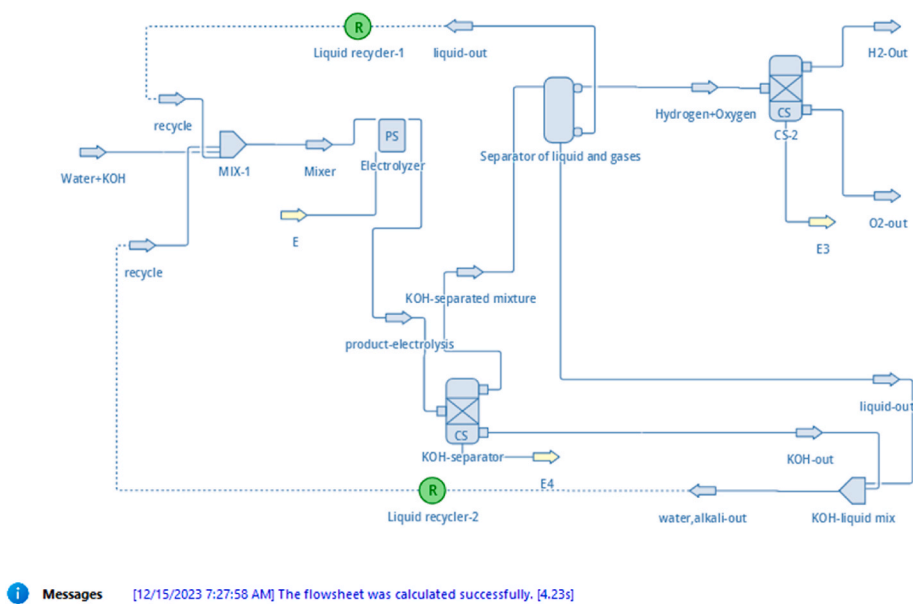 R
Liquid recycler-1
liquid-out
H2-Out
recycle
PS
Electrolyzer
Hydrogen+Oxygen
CS
CS-2
Separator of liquid and gases
Water+KOH
MIX-1
Mixer
E
O2-out
E3
recycle
KOH-separated mixture
product-electrolysis
liquid-out
CS
KOH-separator
E4
KOH-out
R
Liquid recycler-2
water,alkali-out
KOH-liquid mix
i
Messages [12/15/2023 7:27:58 AM] The flowsheet was calculated successfully. [4.23s]